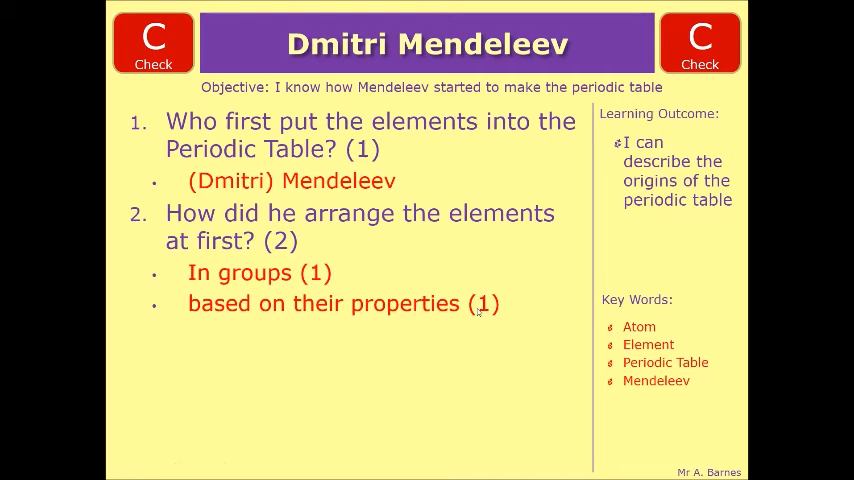 C
Check
Dmitri Mendeleev
C
Check
Objective: I know how Mendeleev started to make the periodic table
1. Who first put the elements into the
Periodic Table? (1)
• (Dmitri) Mendeleev
2. How did he arrange the elements
at first? (2)
• In groups (1)
• based on their properties (1)
Learning Outcome:
I can
describe the
origins of the
periodic table
Key Words:
Atom
Element
Periodic Table
Mendeleev
Mr A. Barnes